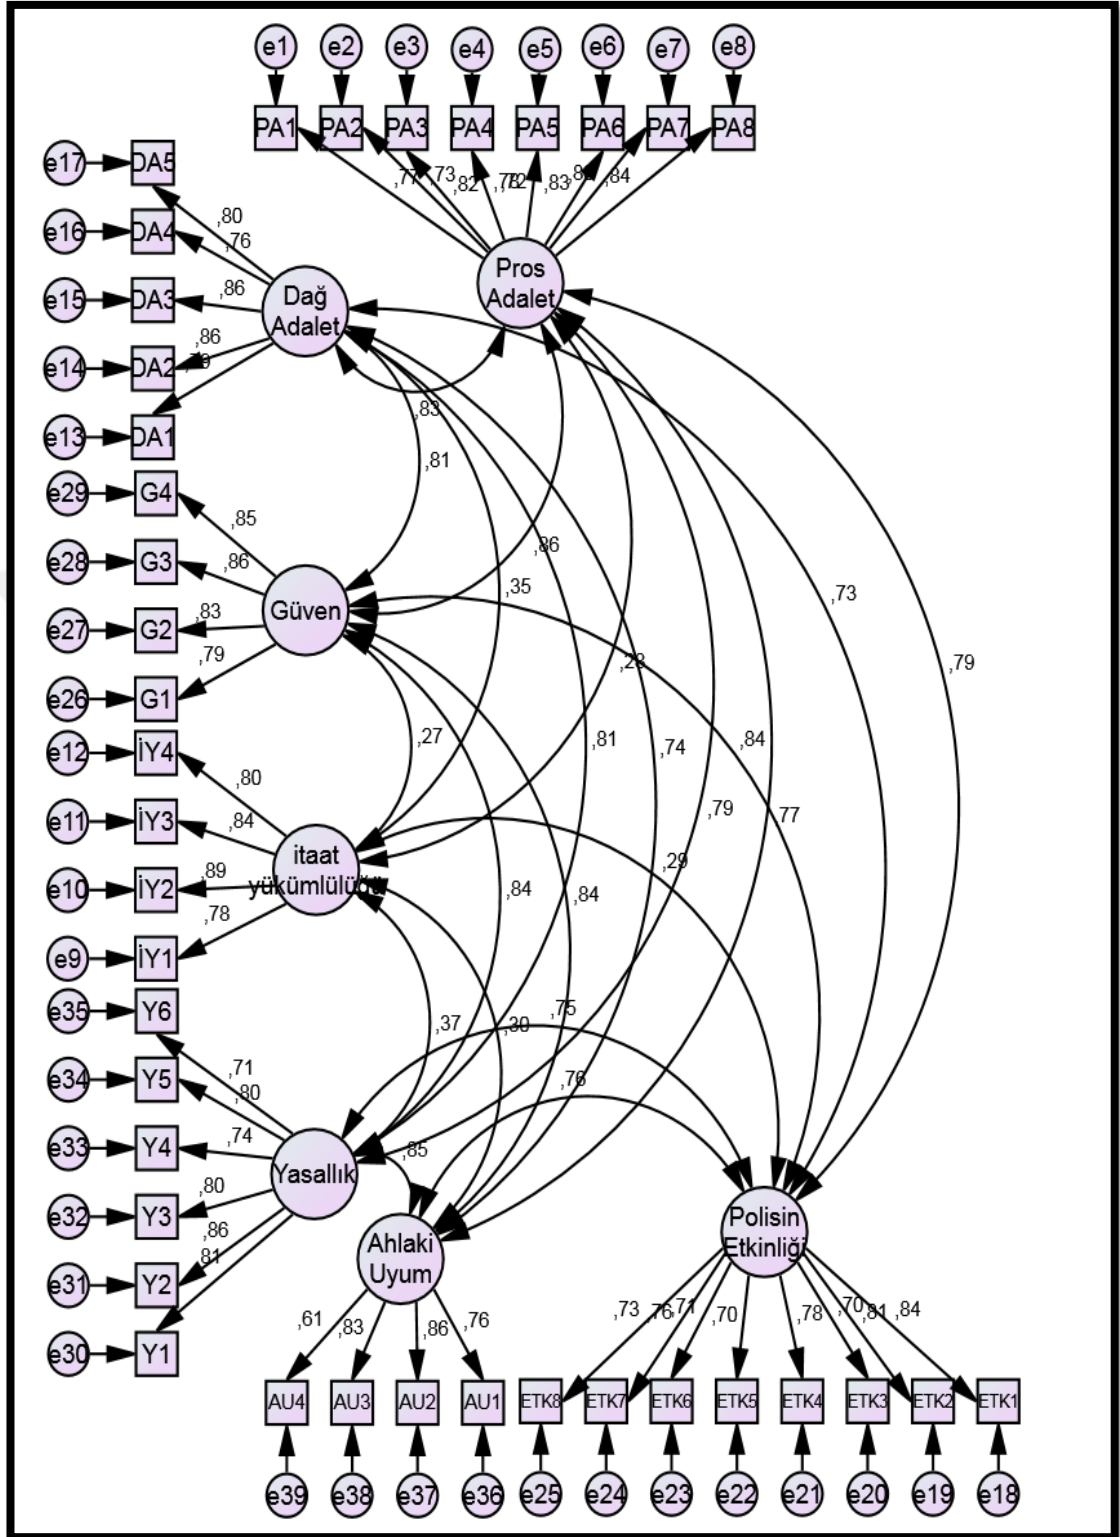 e1 e2 e3 e4 e5 e6 e7 e8
PA1 PA2 PA3 PA4 PA5 PA6 PA7 PA8
,77 ,73 ,82 ,78 ,83 ,84
Pros
Adalet
e17 DA5
,80
e16 DA4
,76
e15 DA3
,86
e14 DA2
,86
e13 DA1
Dağ
Adalet
,83
,81
e29 G4
,85
e28 G3
,86
e27 G2
,83
e26 G1
,79
Güven
,86
,35
,73
,79
,28
e12 İY4
,80
e11 İY3
,84
e10 İY2
,89
e9 İY1
,78
itaat
yükümlülüğü
,27
,81
,74
,84
,79
,77
,29
,84
,84
e35 Y6
,71
e34 Y5
,80
e33 Y4
,74
e32 Y3
,80
e31 Y2
,86
e30 Y1
,81
Yasallık
,37
,30
,75
,76
,85
Ahlaki
Uyum
Polisin
Etkinliği
,61 ,83 ,86 ,76
,73 ,76 ,71 ,70 ,78 ,70 ,81 ,84
AU4 AU3 AU2 AU1 ETK8 ETK7 ETK6 ETK5 ETK4 ETK3 ETK2 ETK1
e39 e38 e37 e36 e25 e24 e23 e22 e21 e20 e19 e18